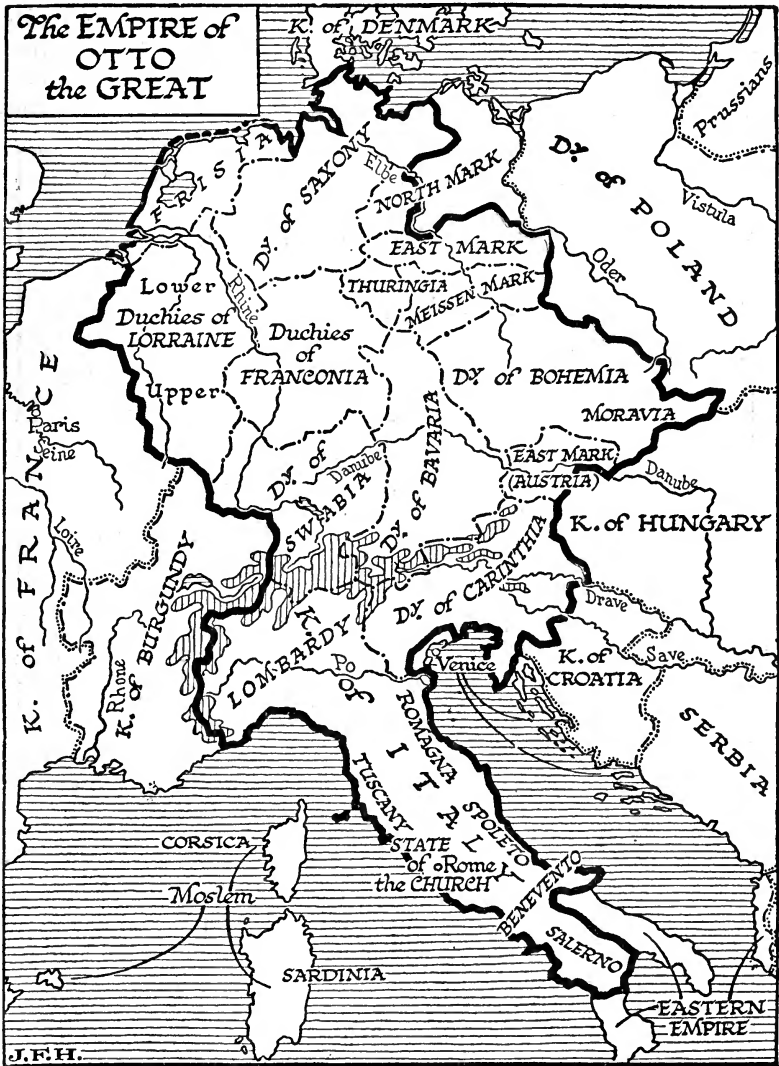 The EMPIRE of
OTTO
the GREAT
K. of DENMARK
Prussians
FRISIA
Dy. of SAXONY
Elbe
NORTH MARK
Dy. of POLAND
Vistula
Oder
EAST MARK
Lower
Duchies of
LORRAINE
Upper
Rhine
THURINGIA
MEISSEN MARK
Duchies
of
FRANCONIA
Dy. of BOHEMIA
MORAVIA
K. of FRANCE
Paris
Seine
Loire
Dy. of
SWABIA
Danube
Dy. of BAVARIA
EAST MARK
(AUSTRIA)
Danube
K. of HUNGARY
K. of BURGUNDY
Rhone
Dy. of CARINTHIA
Drave
Save
K. of ITALY
LOMBARDY
Po
Venice
K. of
CROATIA
SERBIA
ROMAGNA
TUSCANY
SPOLETO
STATE
of Rome
the CHURCH
BENEVENTO
SALERNO
CORSICA
Moslem
SARDINIA
EASTERN
EMPIRE
J.F.H.